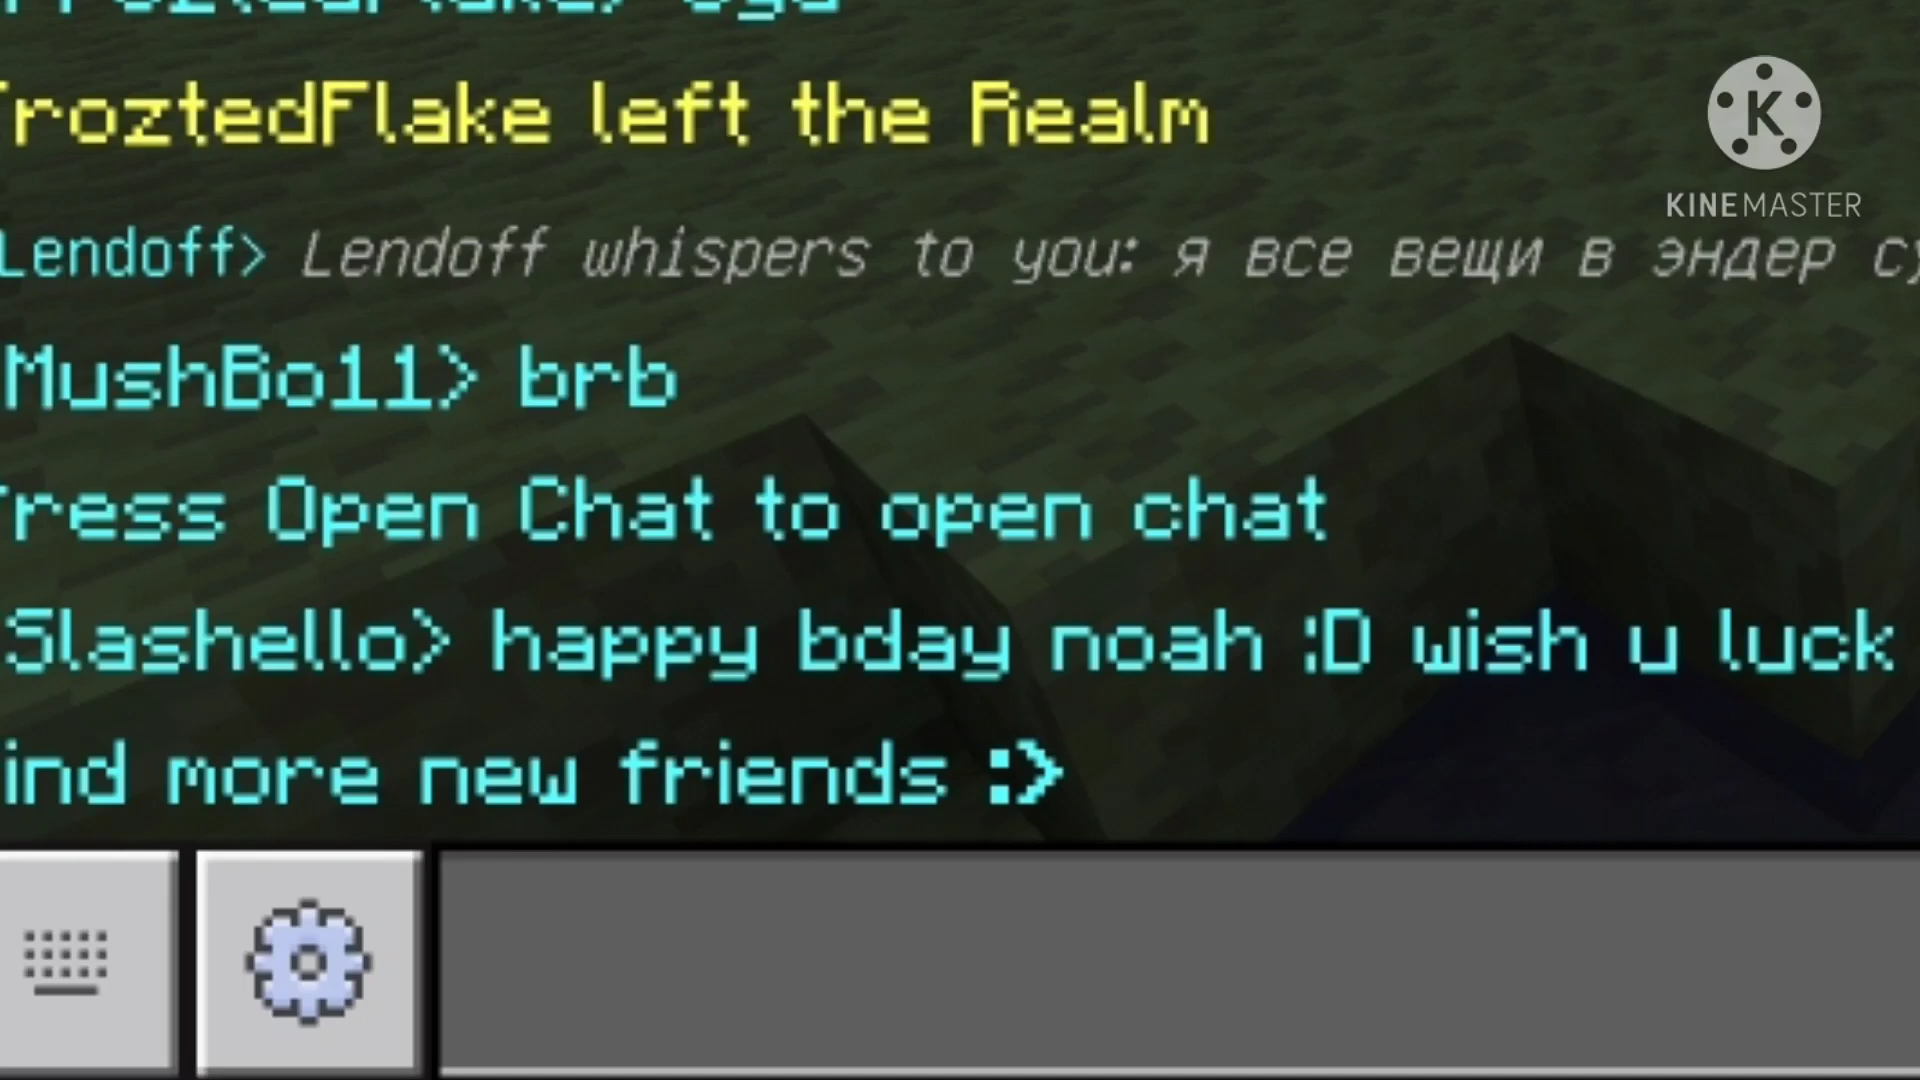 roztedFlake left the Realm
K
KINEMASTER
Lendoff> Lendoff whispers to you: я все вещи в эндер
MushBo11> brb
ress Open Chat to open chat
Slashello> happy bday noah :D wish u luck
ind more new friends :>